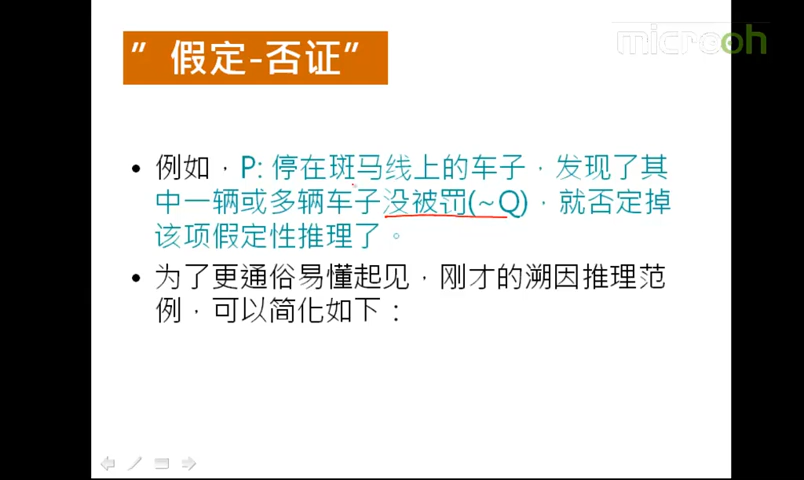 microoh
”假定-否证”
• 例如，P: 停在斑马线上的车子，发现了其
中一辆或多辆车子没被罚(~Q)，就否定掉
该项假定性推理了。
• 为了更通俗易懂起见，刚才的溯因推理范
例，可以简化如下：